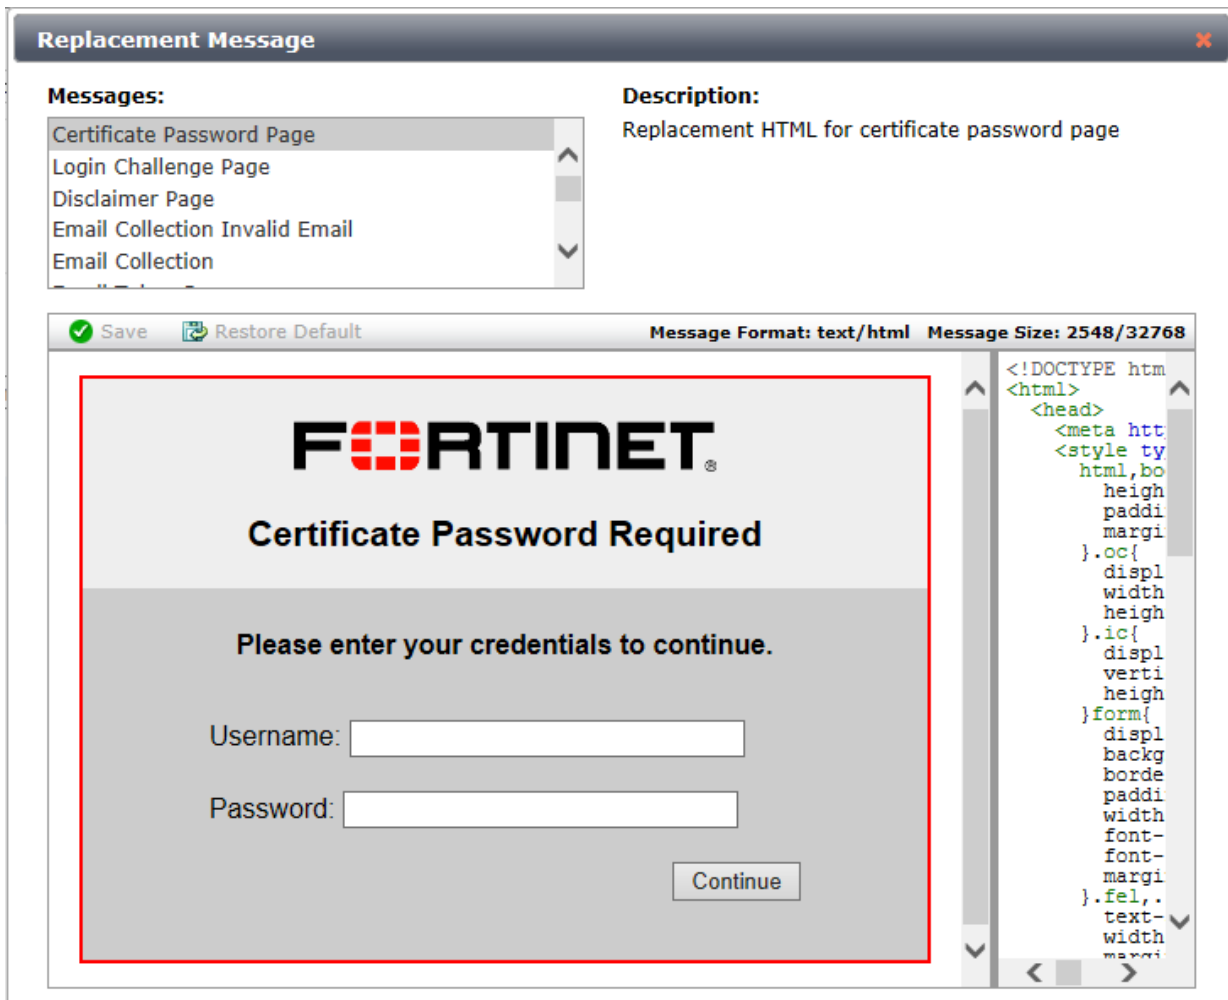 Replacement Message
Messages:
Certificate Password Page
Login Challenge Page
Disclaimer Page
Email Collection Invalid Email
Email Collection
Description:
Replacement HTML for certificate password page
Save Restore Default Message Format: text/html Message Size: 2548/32768
FORTINET®
Certificate Password Required
Please enter your credentials to continue.
Username:
Password:
Continue
<!DOCTYPE htm
<html>
<head>
<meta htt
<style ty
html,bo
heigh
paddi
margi
}.oc{
displ
width
heigh
}.ic{
displ
verti
heigh
}form{
displ
backg
borde
paddi
width
font-
font-
margi
}.fel,.
text-
width
margi